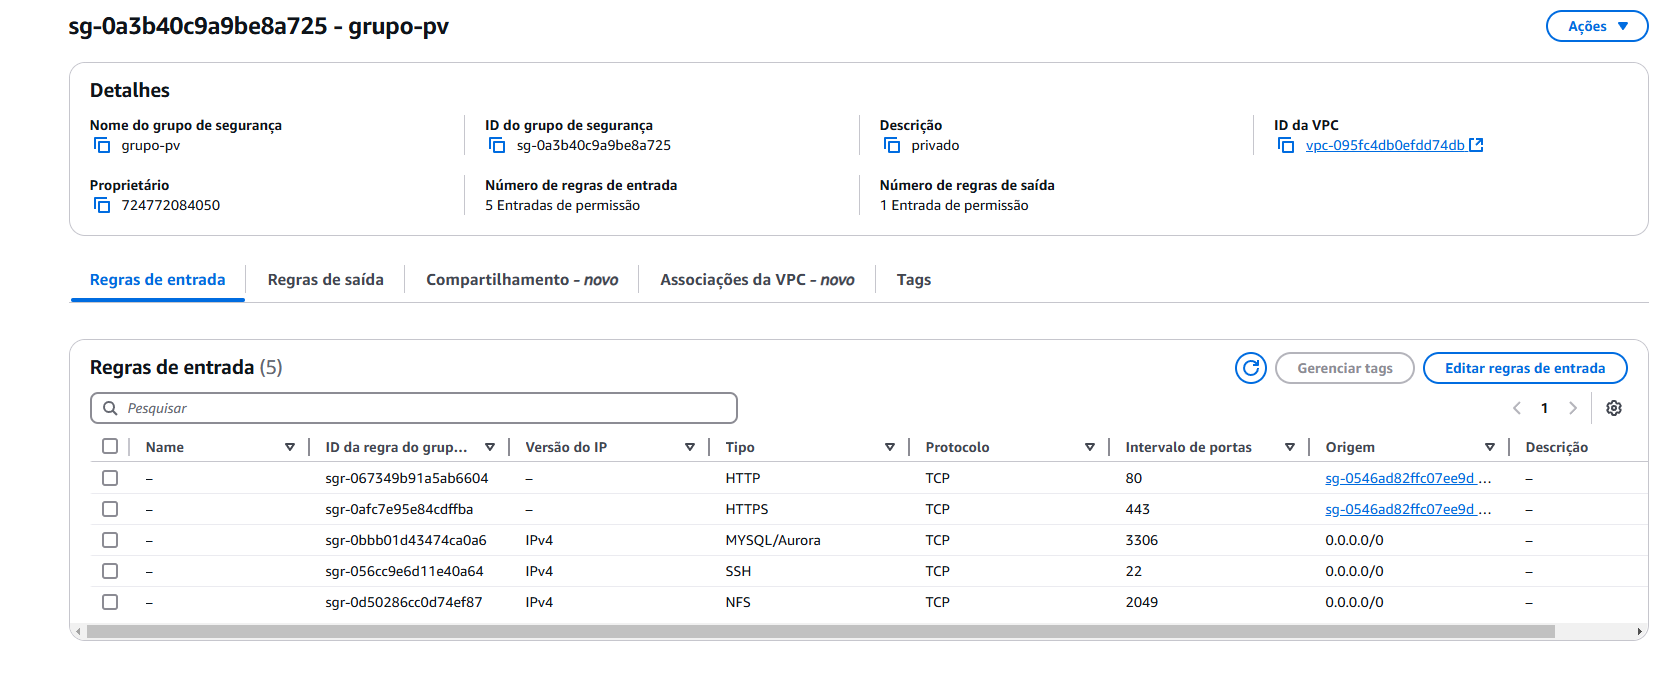 sg-0a3b40c9a9be8a725 - grupo-pv
Ações
Detalhes
Nome do grupo de segurança
grupo-pv
ID do grupo de segurança
sg-0a3b40c9a9be8a725
Descrição
privado
ID da VPC
vpc-095fc4db0efdd74db
Proprietário
724772084050
Número de regras de entrada
5 Entradas de permissão
Número de regras de saída
1 Entrada de permissão
Regras de entrada Regras de saída Compartilhamento - novo Associações da VPC - novo Tags
Regras de entrada (5)
Gerenciar tags
Editar regras de entrada
Pesquisar
1
Name ID da regra do grup... Versão do IP Tipo Protocolo Intervalo de portas Origem Descrição
– sgr-067349b91a5ab6604 – HTTP TCP 80 sg-0546ad82ffc07ee9d ... –
– sgr-0afc7e95e84cdffba – HTTPS TCP 443 sg-0546ad82ffc07ee9d ... –
– sgr-0bbb01d43474ca0a6 IPv4 MYSQL/Aurora TCP 3306 0.0.0.0/0 –
– sgr-056cc9e6d11e40a64 IPv4 SSH TCP 22 0.0.0.0/0 –
– sgr-0d50286cc0d74ef87 IPv4 NFS TCP 2049 0.0.0.0/0 –